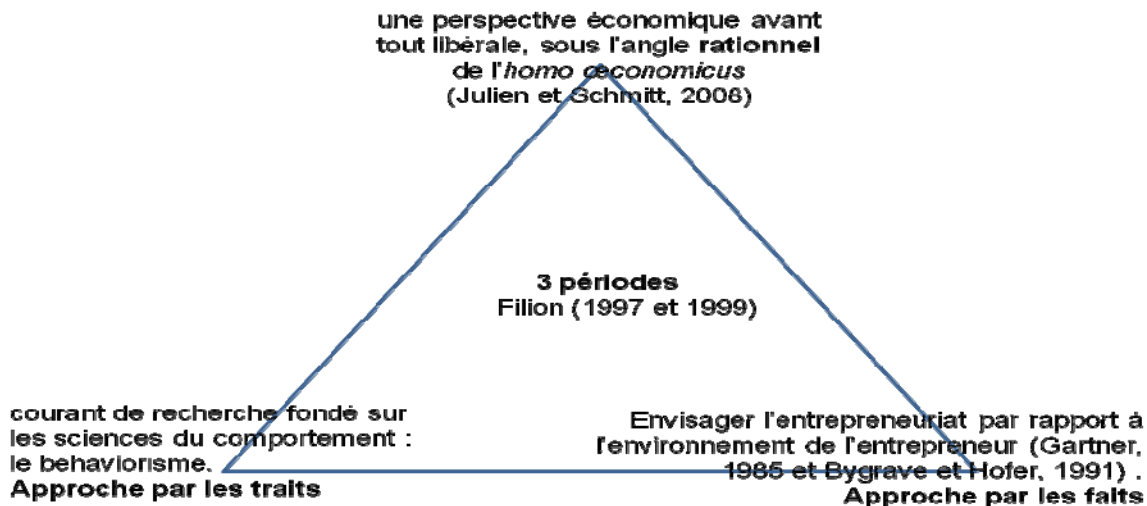 une perspective économique avant
tout libérale, sous l'angle rationnel
de l'homo œconomicus
(Julien et Schmitt, 2008)
3 périodes
Filion (1997 et 1999)
courant de recherche fondé sur
les sciences du comportement :
le behaviorisme.
Approche par les traits
Envisager l'entrepreneuriat par rapport à
l'environnement de l'entrepreneur (Gartner,
1985 et Bygrave et Hofer, 1991) .
Approche par les faits